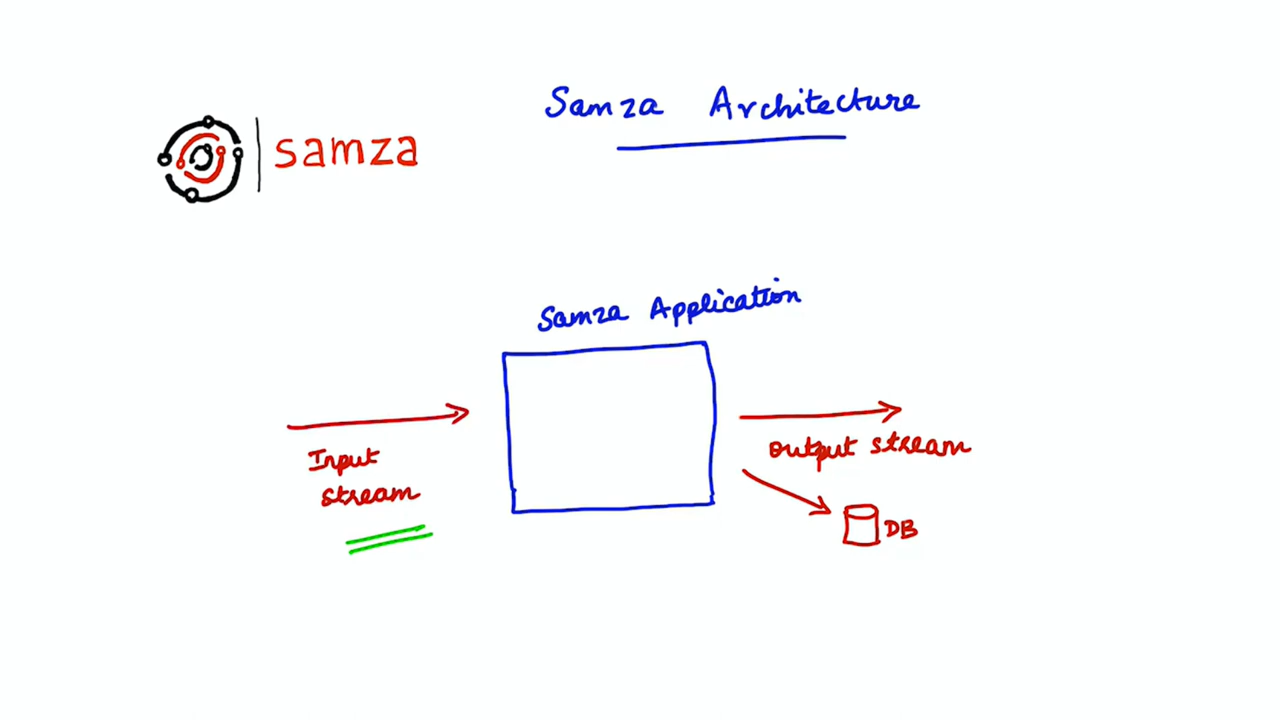 Samza Architecture
samza
Samza Application
Input
stream
Output stream
DB